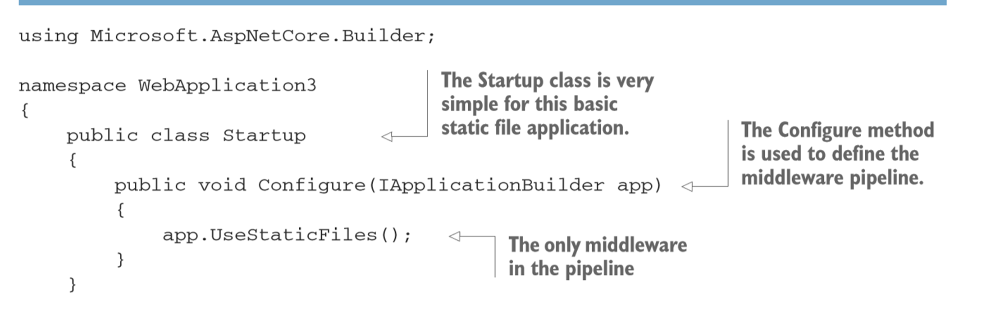 using Microsoft.AspNetCore.Builder;
namespace WebApplication3
{
public class Startup
The Startup class is very
simple for this basic
static file application.
{
public void Configure(IApplicationBuilder app)
The Configure method
is used to define the
middleware pipeline.
{
app.UseStaticFiles();
The only middleware
in the pipeline
}
}